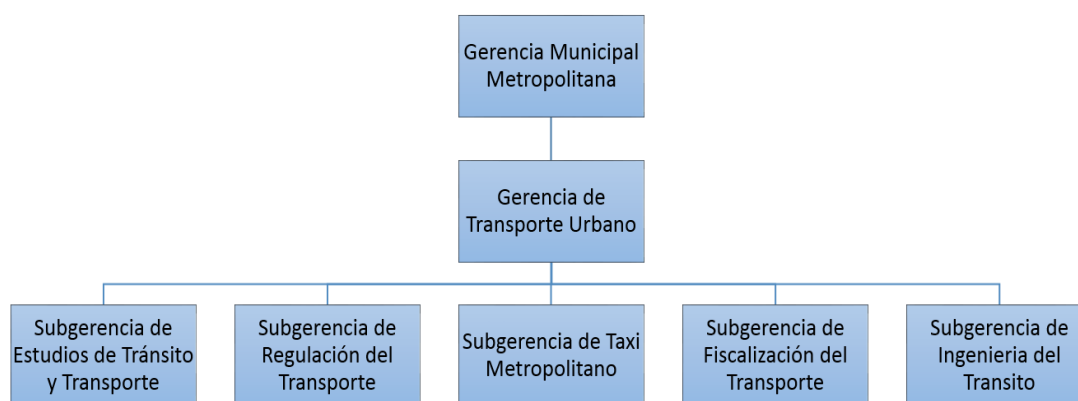 Gerencia Municipal
Metropolitana
Gerencia de
Transporte Urbano
Subgerencia de
Estudios de Tránsito
y Transporte
Subgerencia de
Regulación del
Transporte
Subgerencia de Taxi
Metropolitano
Subgerencia de
Fiscalización del
Transporte
Subgerencia de
Ingenieria del
Transito